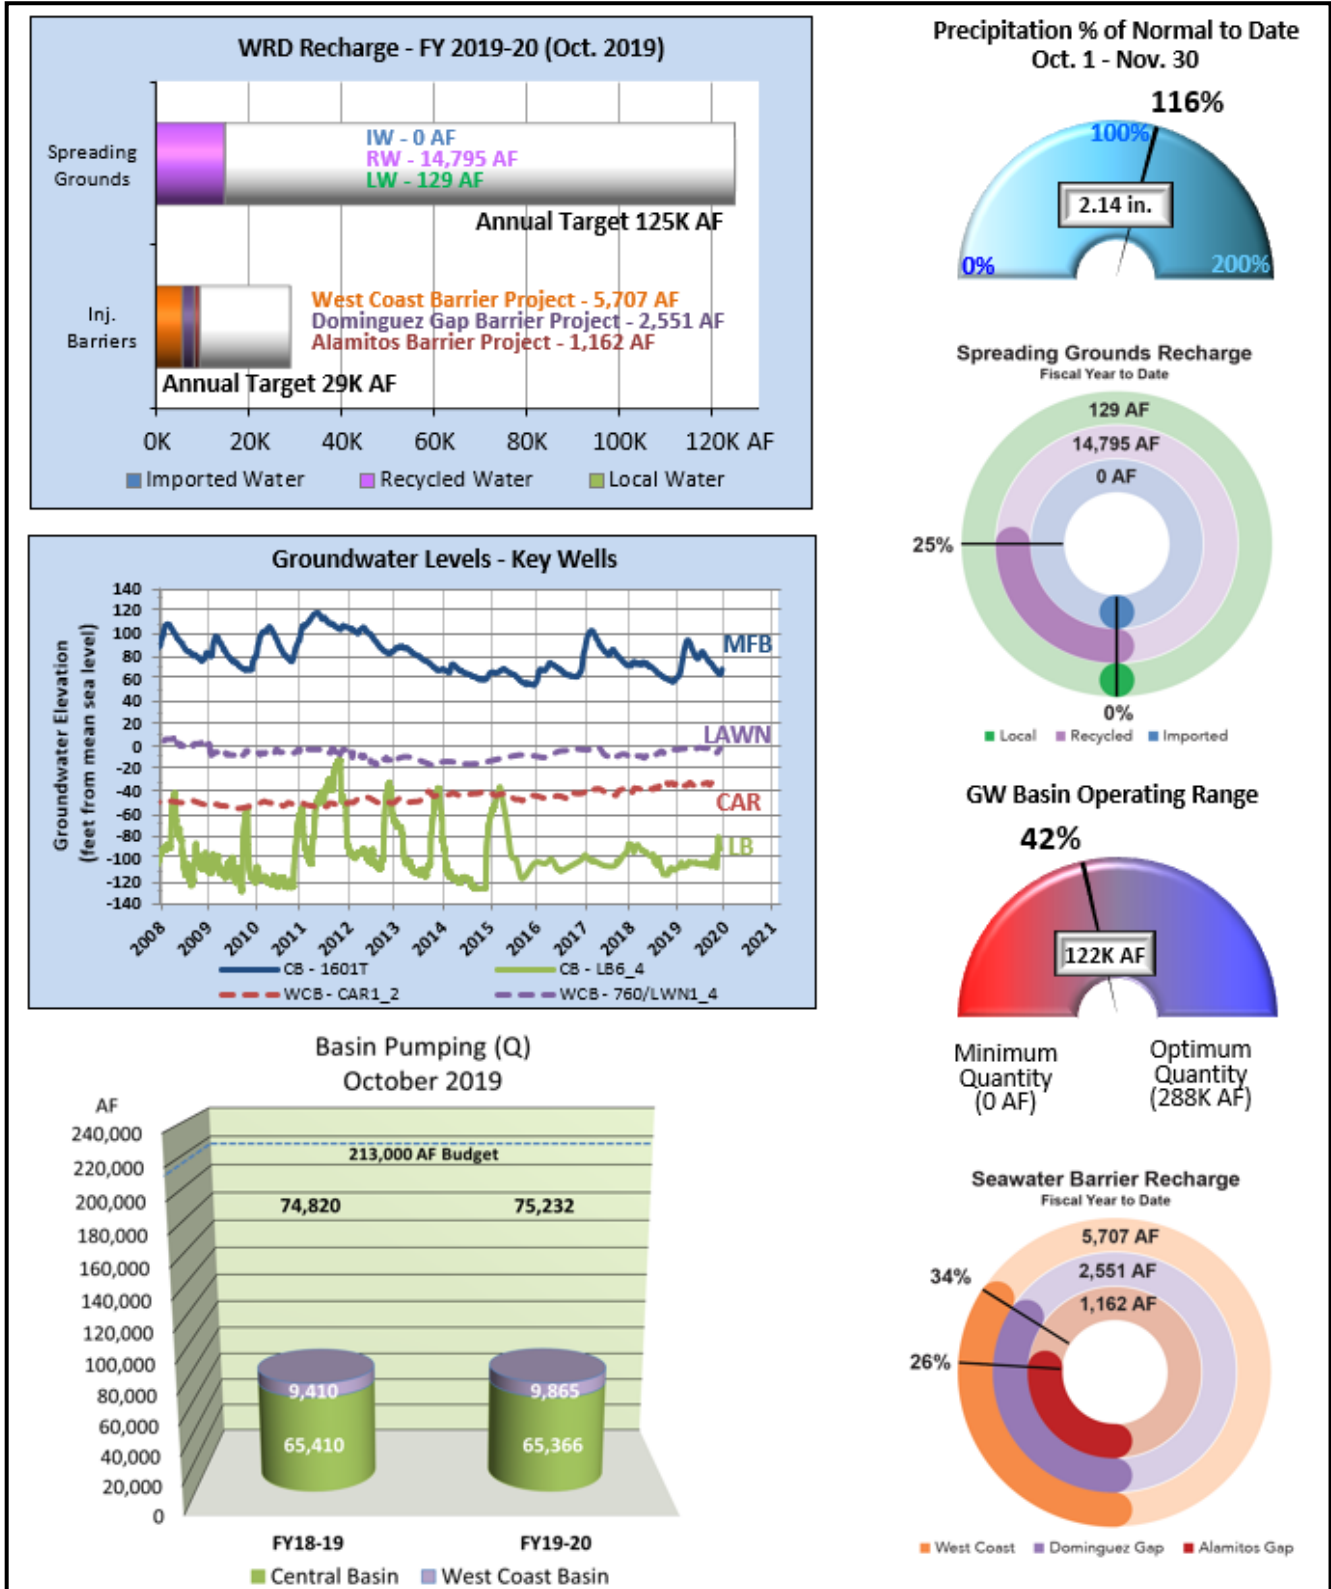 WRD Recharge - FY 2019-20 (Oct. 2019)
Spreading
Grounds
IW - 0 AF
RW - 14,795 AF
LW - 129 AF
Annual Target 125K AF
Inj.
Barriers
West Coast Barrier Project - 5,707 AF
Dominguez Gap Barrier Project - 2,551 AF
Alamitos Barrier Project - 1,162 AF
Annual Target 29K AF
0K 20K 40K 60K 80K 100K 120K AF
Imported Water Recycled Water Local Water
Precipitation % of Normal to Date
Oct. 1 - Nov. 30
116%
100%
2.14 in.
0% 200%
Spreading Grounds Recharge
Fiscal Year to Date
129 AF
14,795 AF
0 AF
25%
0%
Local Recycled Imported
Groundwater Levels - Key Wells
Groundwater Elevation
(feet from mean sea level)
140
120
100
80
60
40
20
0
-20
-40
-60
-80
-100
-120
-140
MFB
LAWN
CAR
LB
2008 2009 2010 2011 2012 2013 2014 2015 2016 2017 2018 2019 2020 2021
CB - 1601T CB - LB6_4
WCB - CAR1_2 WCB - 760/LWN1_4
GW Basin Operating Range
42%
122K AF
Minimum
Quantity
(0 AF)
Optimum
Quantity
(288K AF)
Basin Pumping (Q)
October 2019
AF
240,000
220,000
200,000
180,000
160,000
140,000
120,000
100,000
80,000
60,000
40,000
20,000
0
213,000 AF Budget
74,820 75,232
9,410 9,865
65,410 65,366
FY18-19 FY19-20
Central Basin West Coast Basin
Seawater Barrier Recharge
Fiscal Year to Date
5,707 AF
2,551 AF
1,162 AF
34%
26%
West Coast Dominguez Gap Alamitos Gap